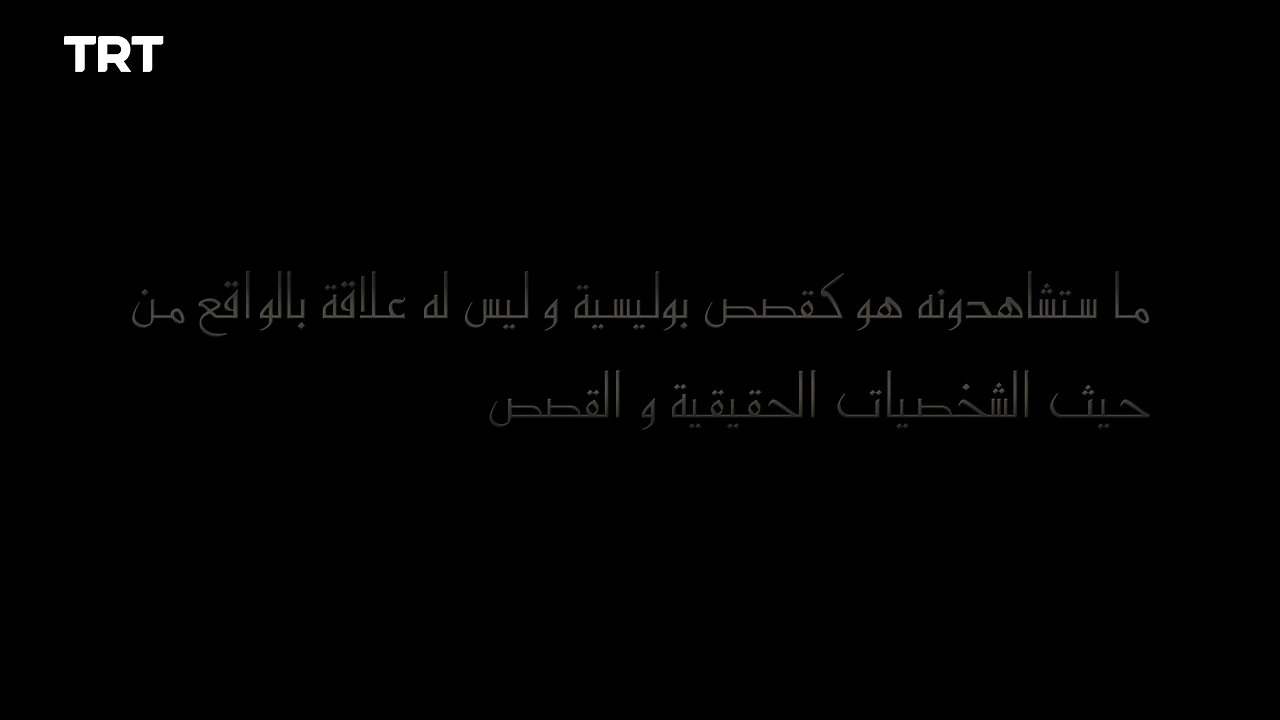 TRT
ما ستشاهدونه هو كقصص بوليسية و ليس له علاقة بالواقع من
حيث الشخصيات الحقيقية و القصص